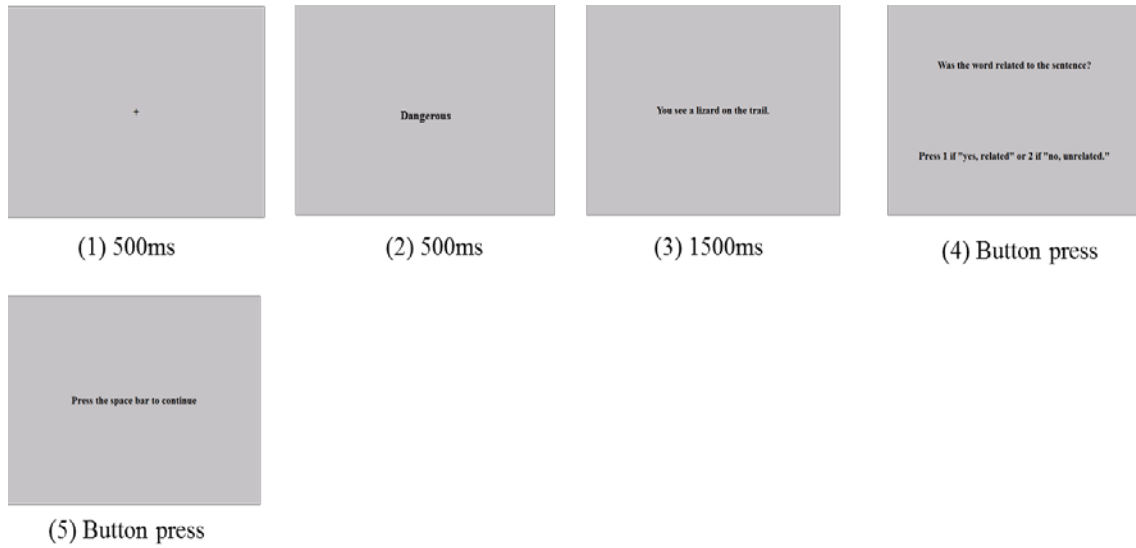 +
Dangerous
You see a lizard on the trail.
Was the word related to the sentence?
Press 1 if "yes, related" or 2 if "no, unrelated."
(1) 500ms
(2) 500ms
(3) 1500ms
(4) Button press
Press the space bar to continue
(5) Button press